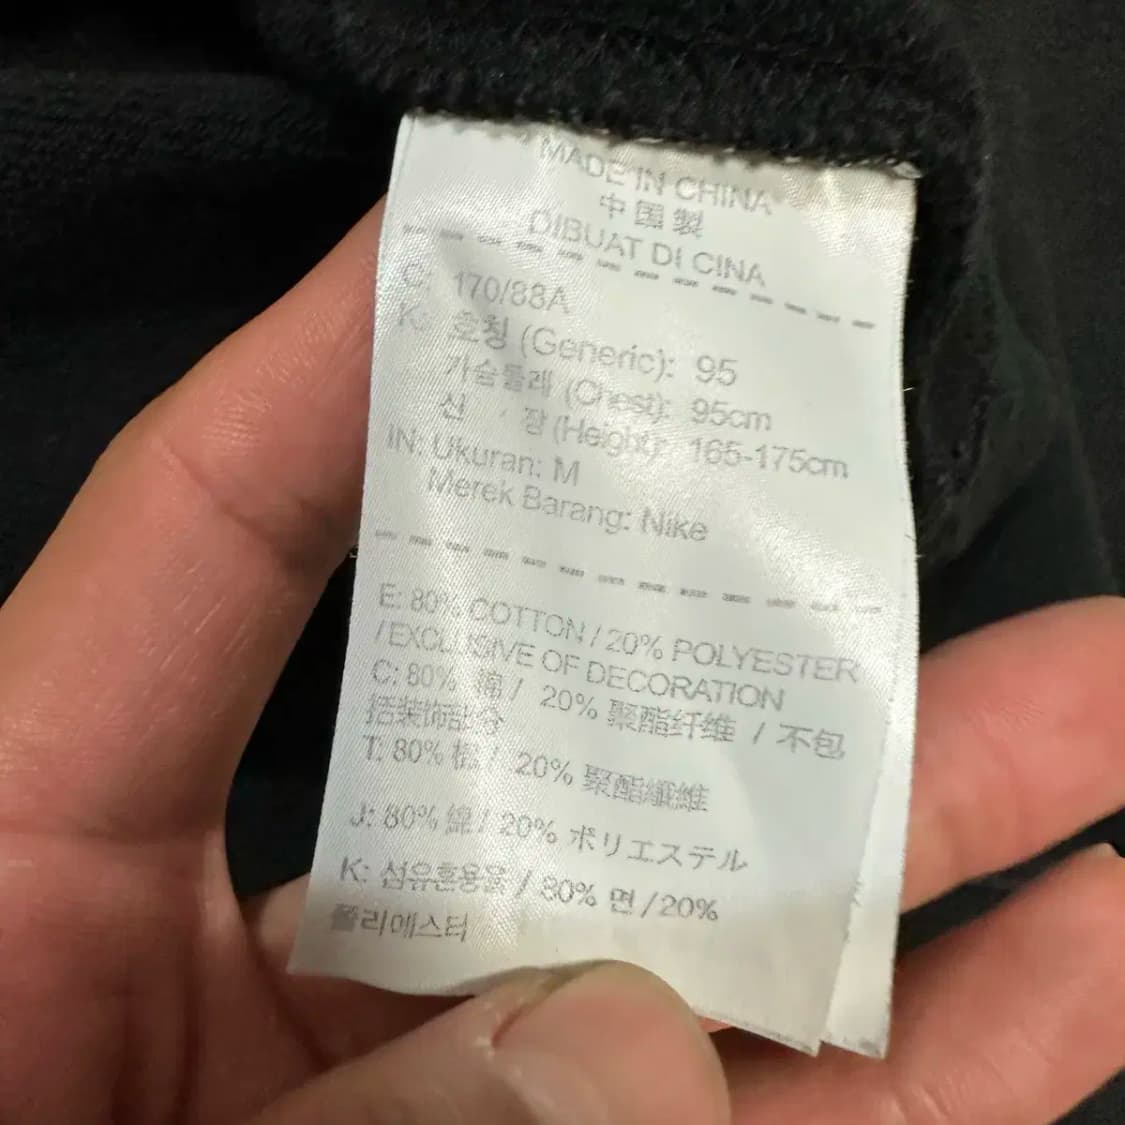 MADE IN CHINA
中国製
DIBUAT DI CINA
C: 170/88A
K: 호칭 (Generic): 95
가슴둘레 (Chest): 95cm
신 장 (Height): 165-175cm
IN: Ukuran: M
Merek Barang: Nike
E: 80% COTTON / 20% POLYESTER
/EXCLUSIVE OF DECORATION
C: 80% 棉 / 20% 聚酯纤维 / 不包
括装饰部分
T: 80% 棉 / 20% 聚酯纖維
J: 80% 綿 / 20% ポリエステル
K: 섬유혼용율 / 80% 면 /20%
폴리에스터